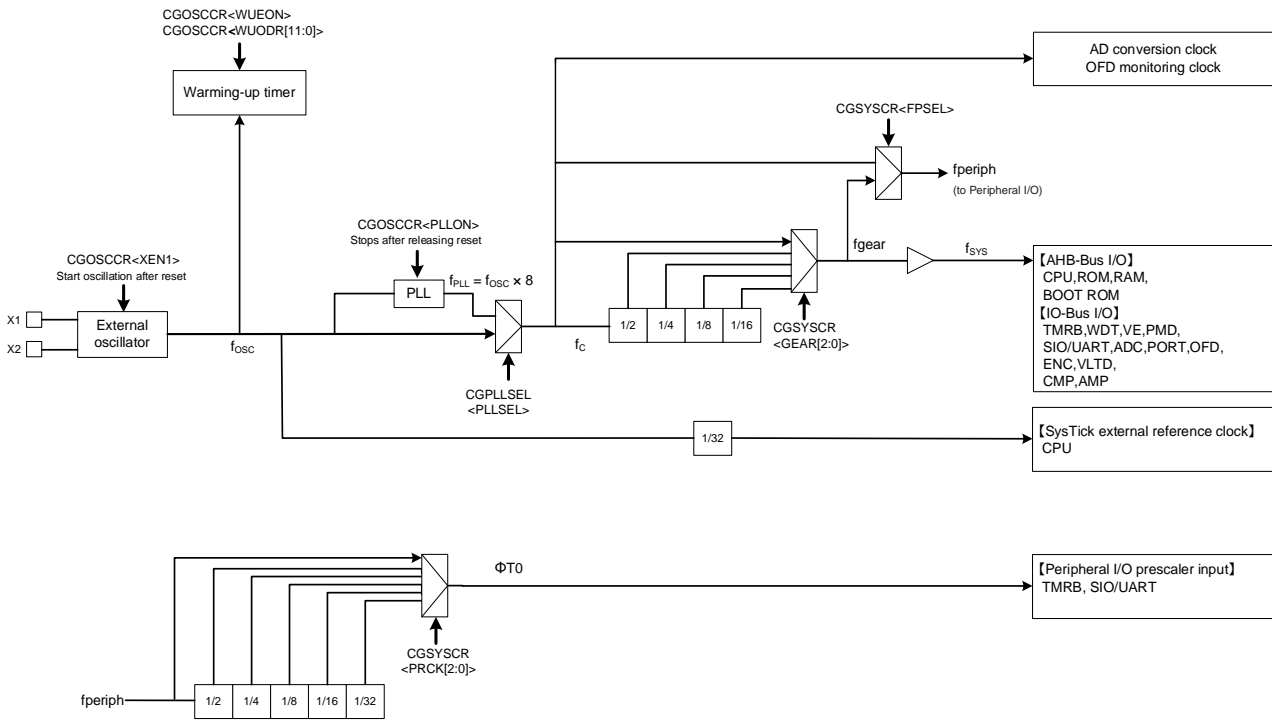 CGOSCCR<WUEON>
CGOSCCR<WUODR[11:0]>
Warming-up timer
AD conversion clock
OFD monitoring clock
CGSYSCR<FPSEL>
fperiph
(to Peripheral I/O)
CGOSCCR<PLLON>
Stops after releasing reset
CGOSCCR<XEN1>
Start oscillation after reset
PLL
fPLL = fOSC × 8
fgear
fSYS
【AHB-Bus I/O】
CPU,ROM,RAM,
BOOT ROM
【IO-Bus I/O】
TMRB,WDT,VE,PMD,
SIO/UART,ADC,PORT,OFD,
ENC,VLTD,
CMP,AMP
X1
X2
External
oscillator
fOSC
fC
1/2 1/4 1/8 1/16
CGSYSCR
<GEAR[2:0]>
CGPLLSEL
<PLLSEL>
1/32
【SysTick external reference clock】
CPU
ΦT0
【Peripheral I/O prescaler input】
TMRB, SIO/UART
CGSYSCR
<PRCK[2:0]>
fperiph
1/2 1/4 1/8 1/16 1/32